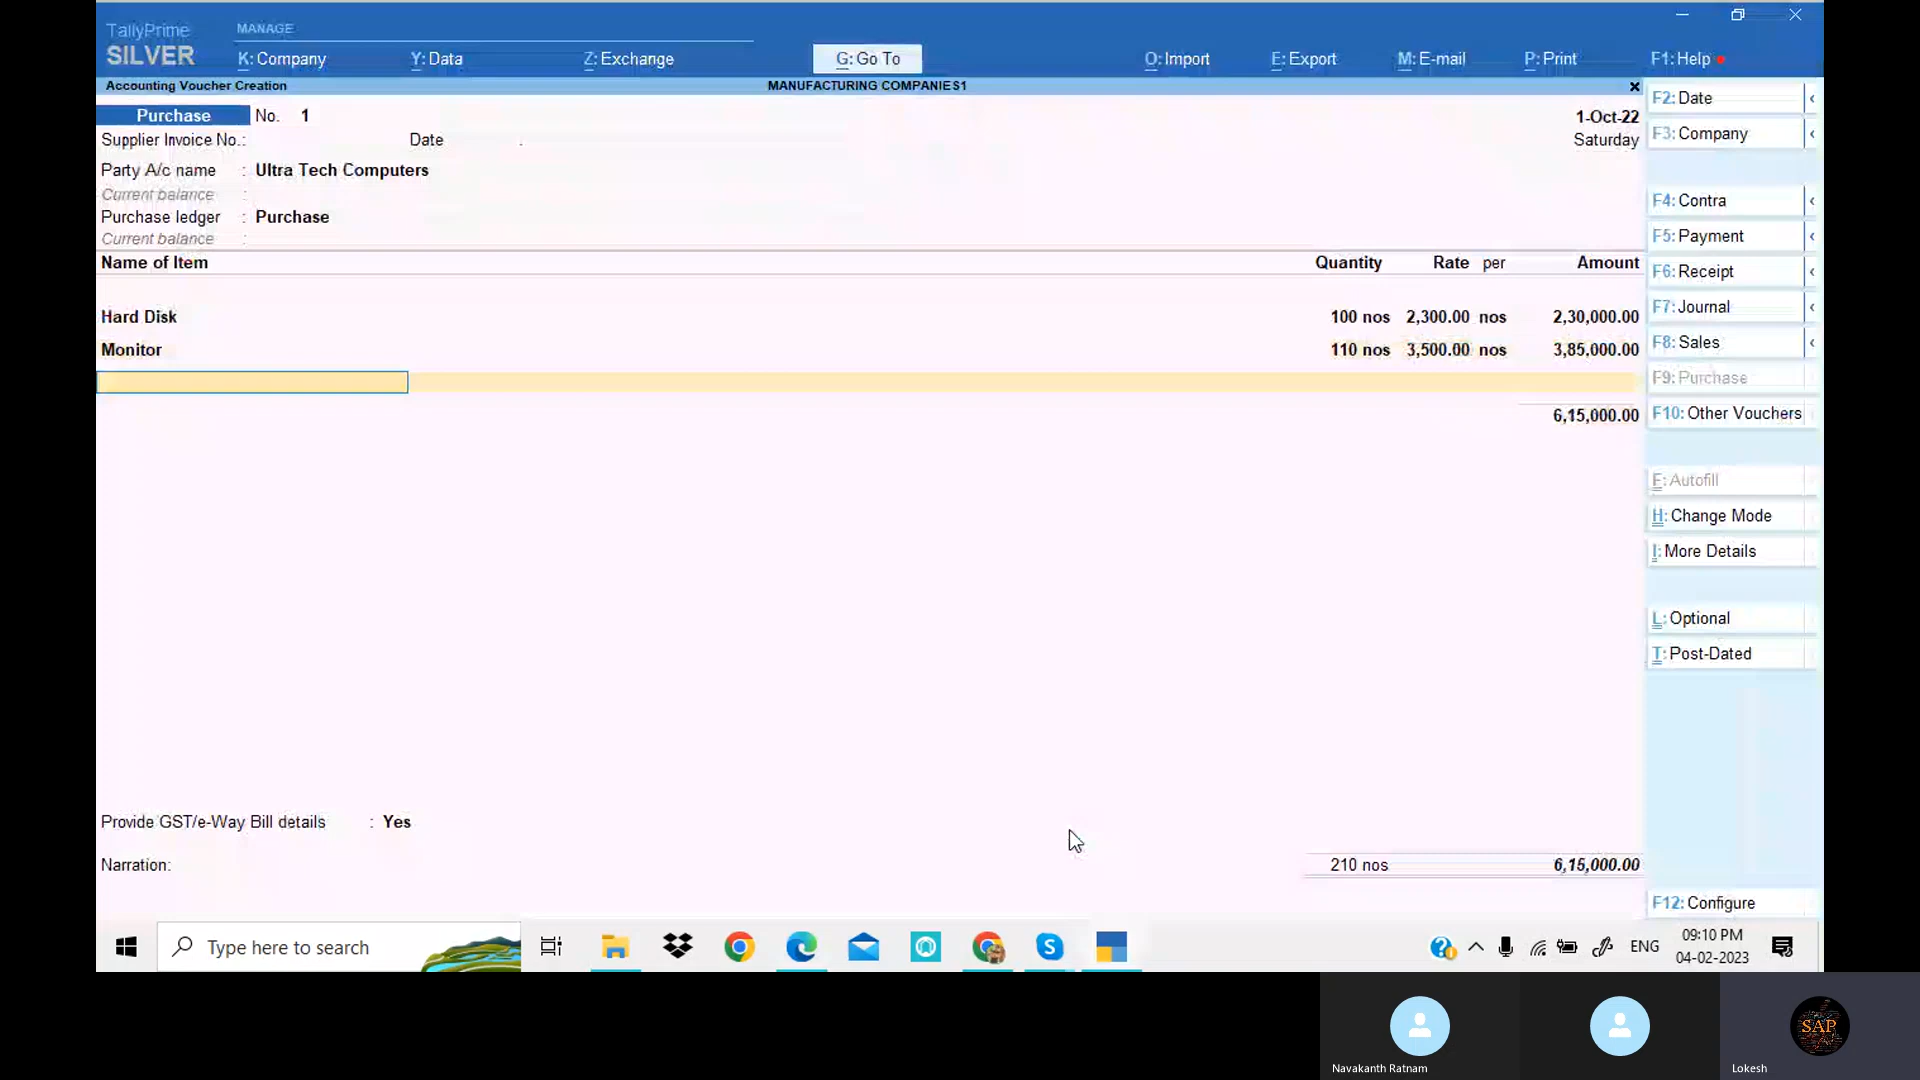 TallyPrime
SILVER
MANAGE
K: Company
Y: Data
Z: Exchange
G: Go To
O: Import
E: Export
M: E-mail
P: Print
F1: Help
Accounting Voucher Creation
MANUFACTURING COMPANIES1
Purchase No. 1
1-Oct-22
Supplier Invoice No.: Date
Saturday
Party A/c name : Ultra Tech Computers
Current balance :
Purchase ledger : Purchase
Current balance :
Name of Item Quantity Rate per Amount
Hard Disk 100 nos 2,300.00 nos 2,30,000.00
Monitor 110 nos 3,500.00 nos 3,85,000.00
6,15,000.00
Provide GST/e-Way Bill details : Yes
Narration: 210 nos 6,15,000.00
F2: Date
F3: Company
F4: Contra
F5: Payment
F6: Receipt
F7: Journal
F8: Sales
F9: Purchase
F10: Other Vouchers
E: Autofill
H: Change Mode
I: More Details
L: Optional
T: Post-Dated
F12: Configure
Type here to search
ENG
09:10 PM
04-02-2023
Navakanth Ratnam
SAP
Lokesh